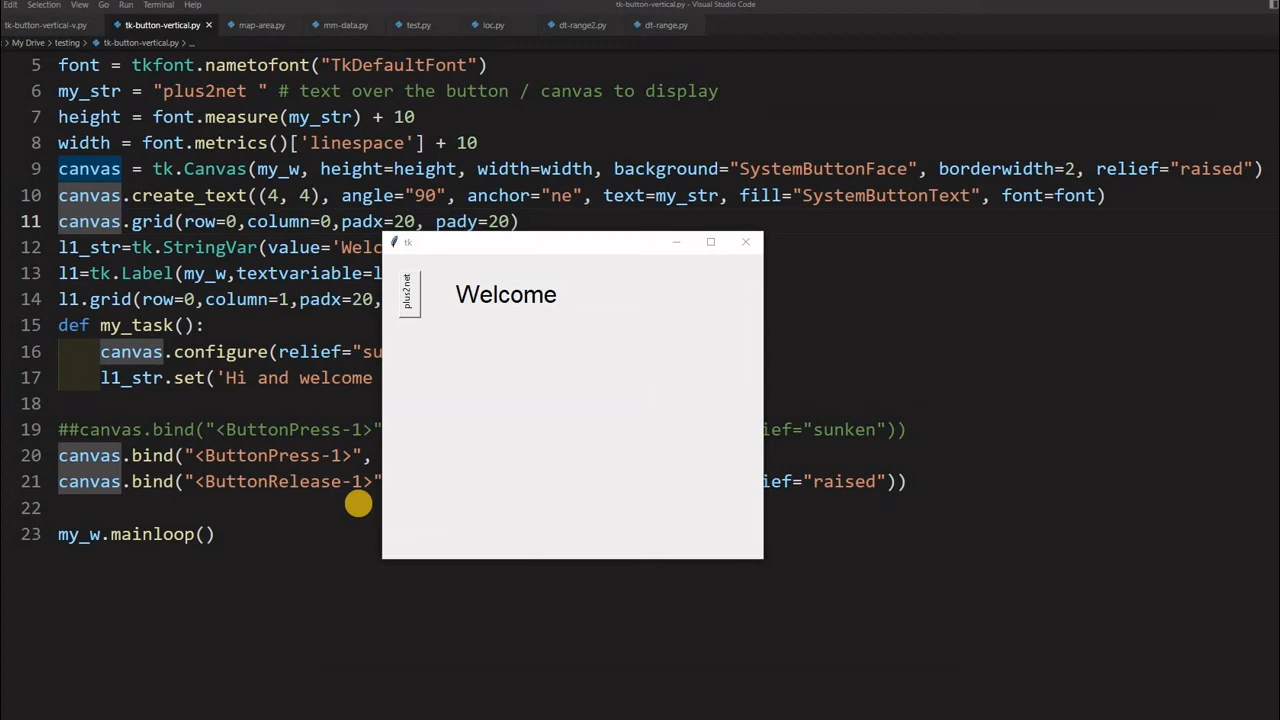 Edit Selection View Go Run Terminal Help tk-button-vertical.py - Visual Studio Code
tk-button-vertical-v.py tk-button-vertical.py × map-area.py mm-data.py test.py loc.py dt-range2.py dt-range.py
: > My Drive > testing > tk-button-vertical.py > ...
5 font = tkfont.nametofont("TkDefaultFont")
6 my_str = "plus2net " # text over the button / canvas to display
7 height = font.measure(my_str) + 10
8 width = font.metrics()['linespace'] + 10
9 canvas = tk.Canvas(my_w, height=height, width=width, background="SystemButtonFace", borderwidth=2, relief="raised")
10 canvas.create_text((4, 4), angle="90", anchor="ne", text=my_str, fill="SystemButtonText", font=font)
11 canvas.grid(row=0,column=0,padx=20, pady=20)
12 l1_str=tk.StringVar(value='Welc
13 l1=tk.Label(my_w,textvariable=l
14 l1.grid(row=0,column=1,padx=20,
15 def my_task():
16 canvas.configure(relief="su
17 l1_str.set('Hi and welcome
18
19 ##canvas.bind("<ButtonPress-1>" ief="sunken"))
20 canvas.bind("<ButtonPress-1>",
21 canvas.bind("<ButtonRelease-1>" ief="raised"))
22
23 my_w.mainloop()
tk
plus2net
Welcome